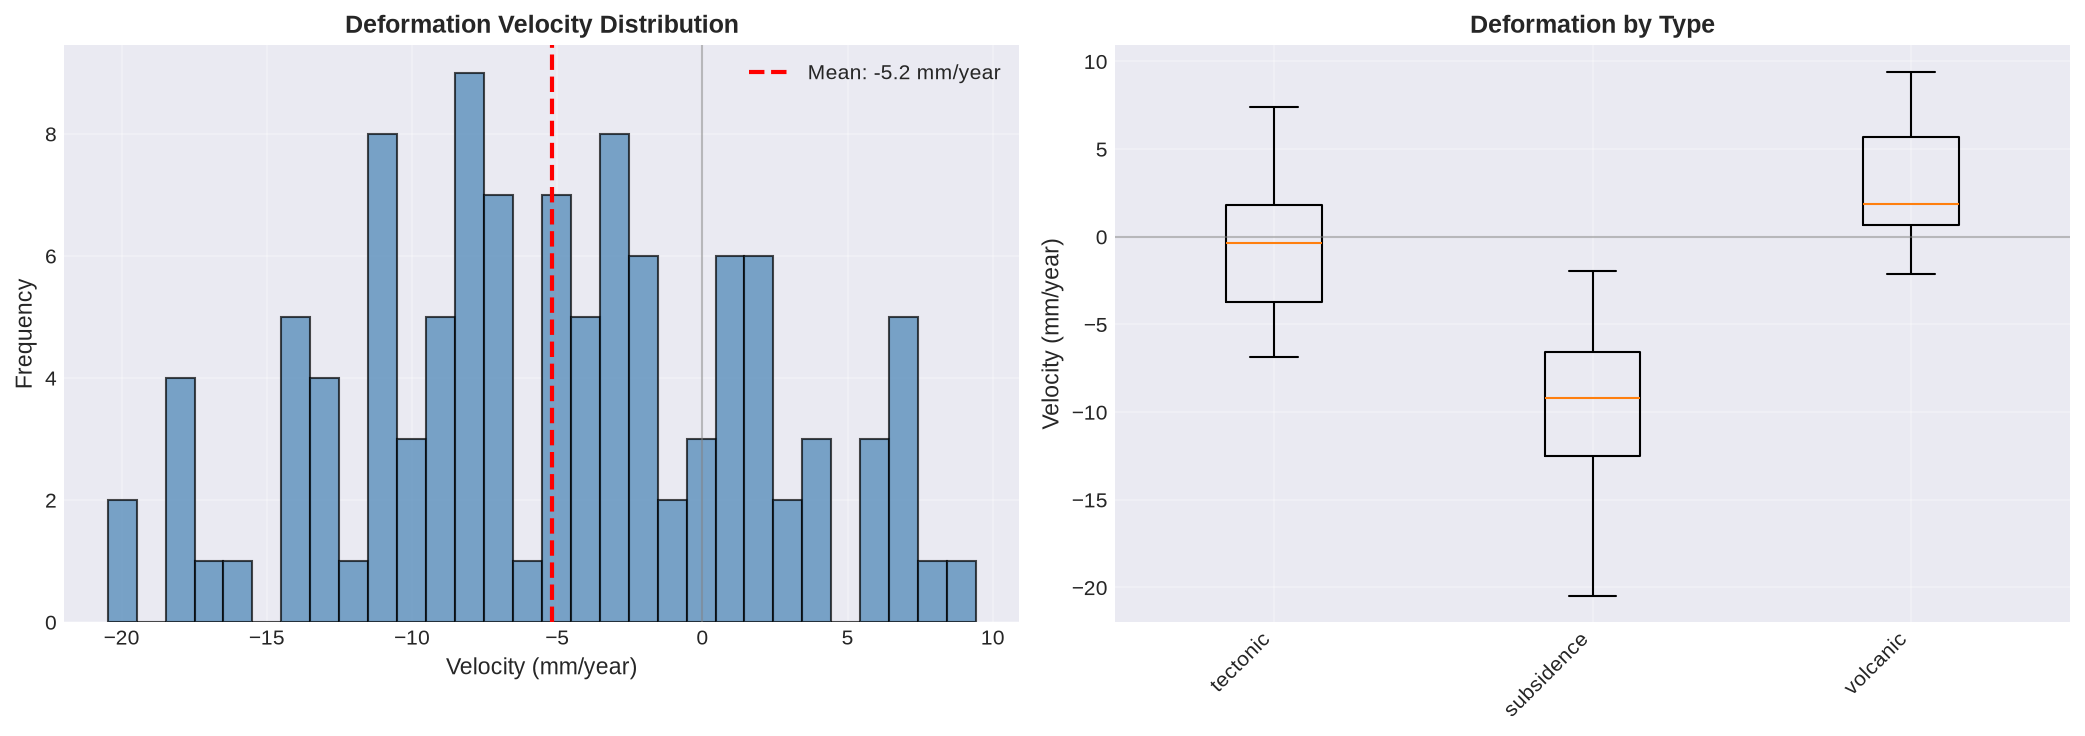 Deformation Velocity Distribution
Mean: -5.2 mm/year
Frequency
8
6
4
2
0
−20
−15
−10
−5
0
5
10
Velocity (mm/year)
Deformation by Type
Velocity (mm/year)
10
5
0
−5
−10
−15
−20
tectonic
subsidence
volcanic